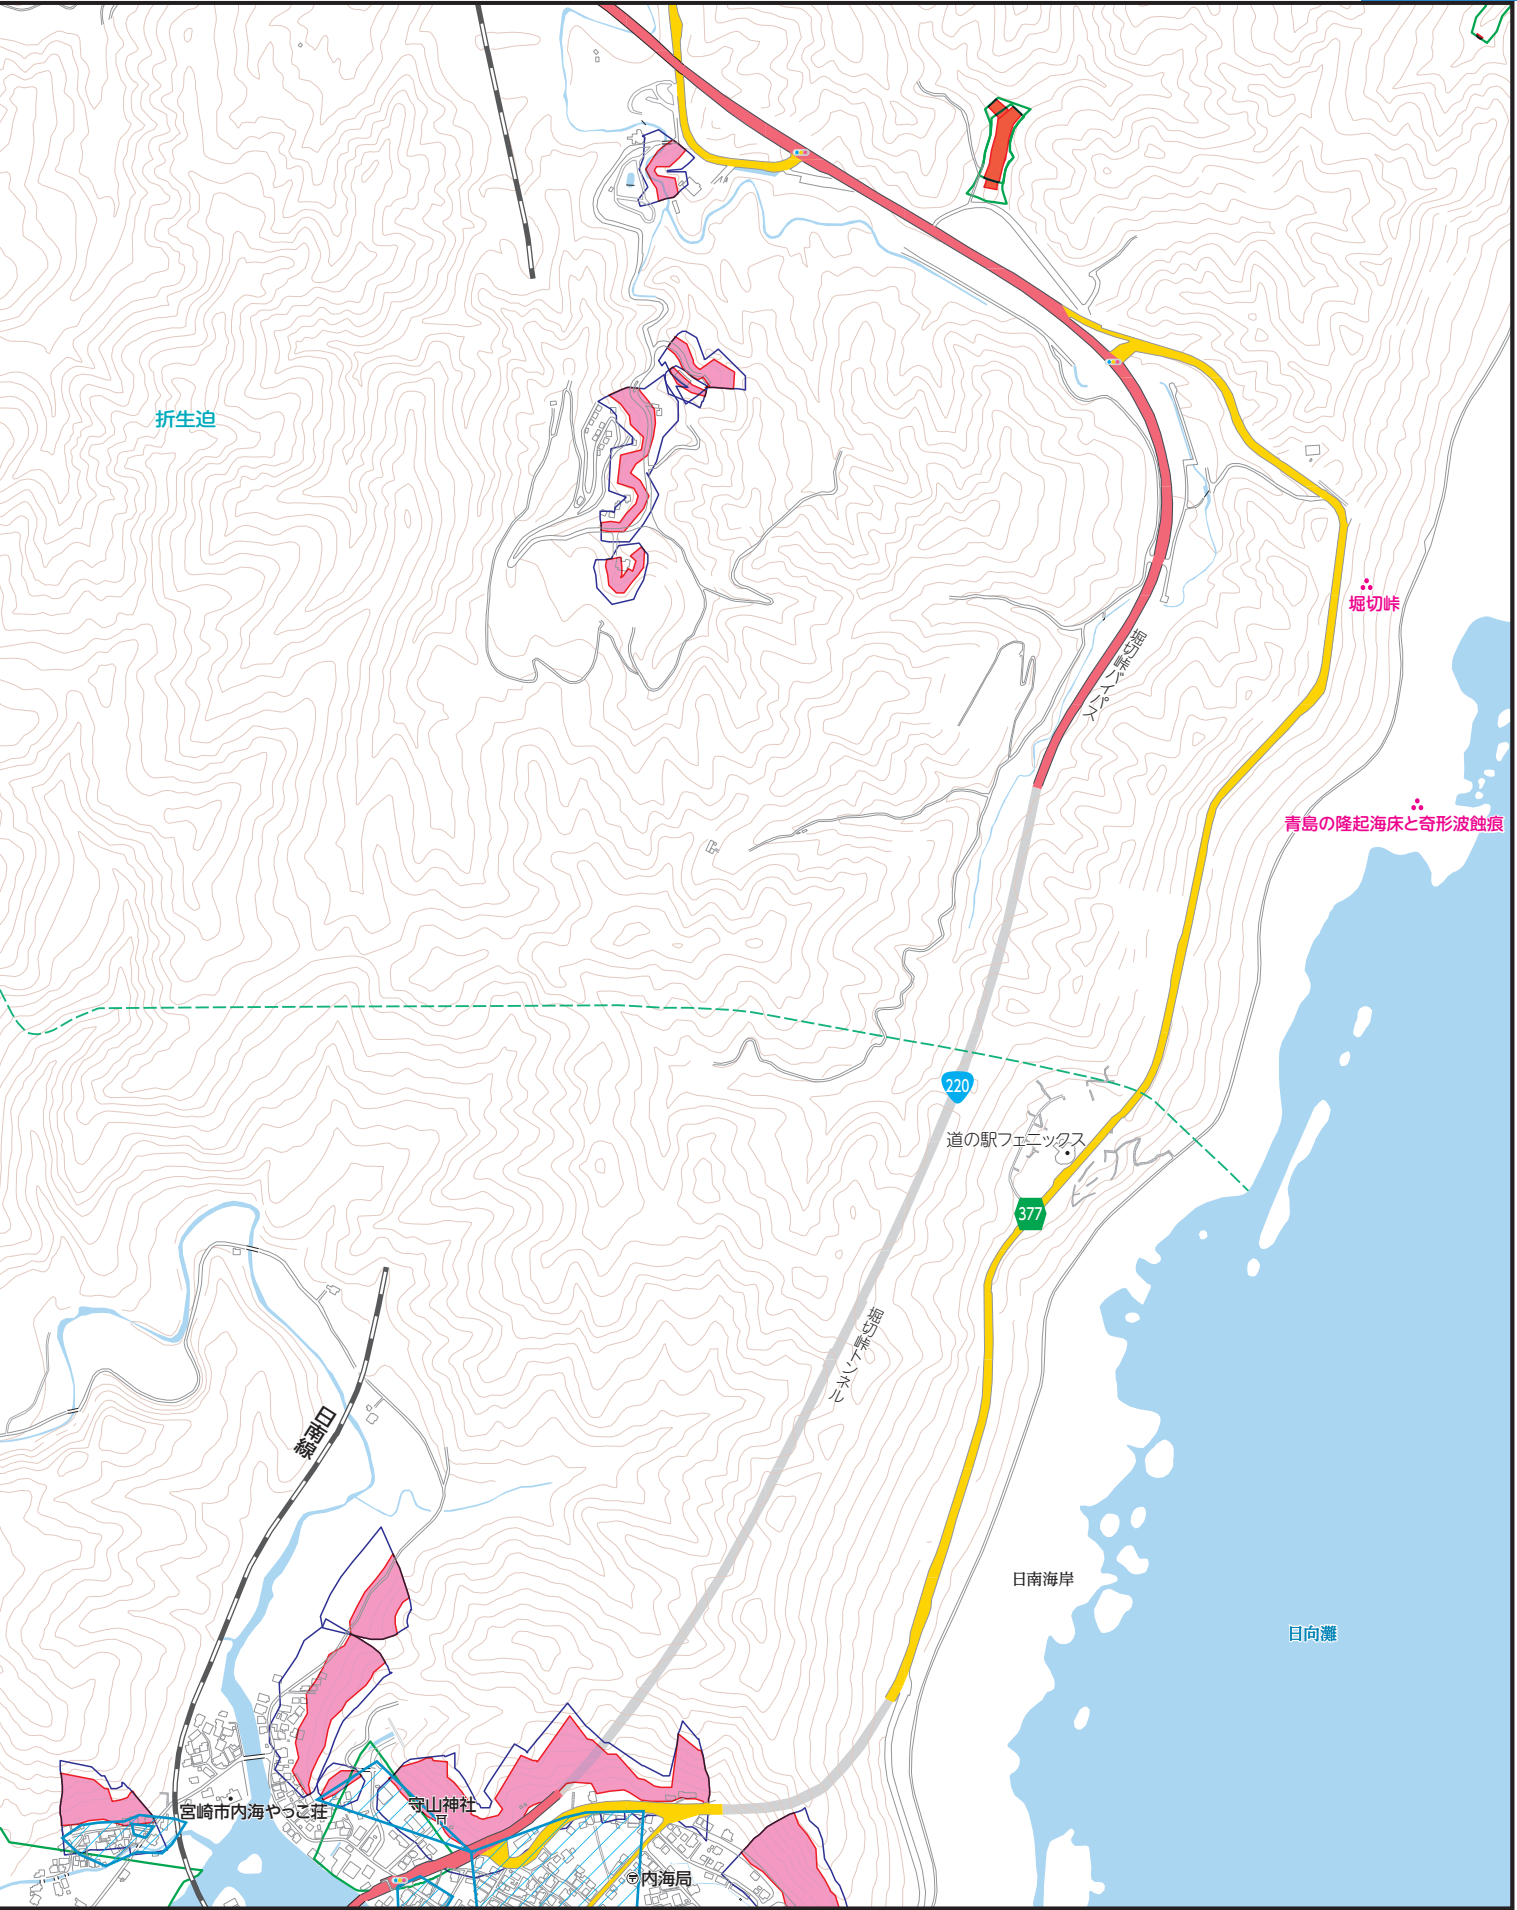 折生迫
堀切峠
堀切峠バイパス
青島の隆起海床と奇形波蝕痕
220
道の駅フェニックス
377
堀切峠トンネル
日南線
日南海岸
日向灘
宮崎市内海やっこ荘
守山神社
内海局